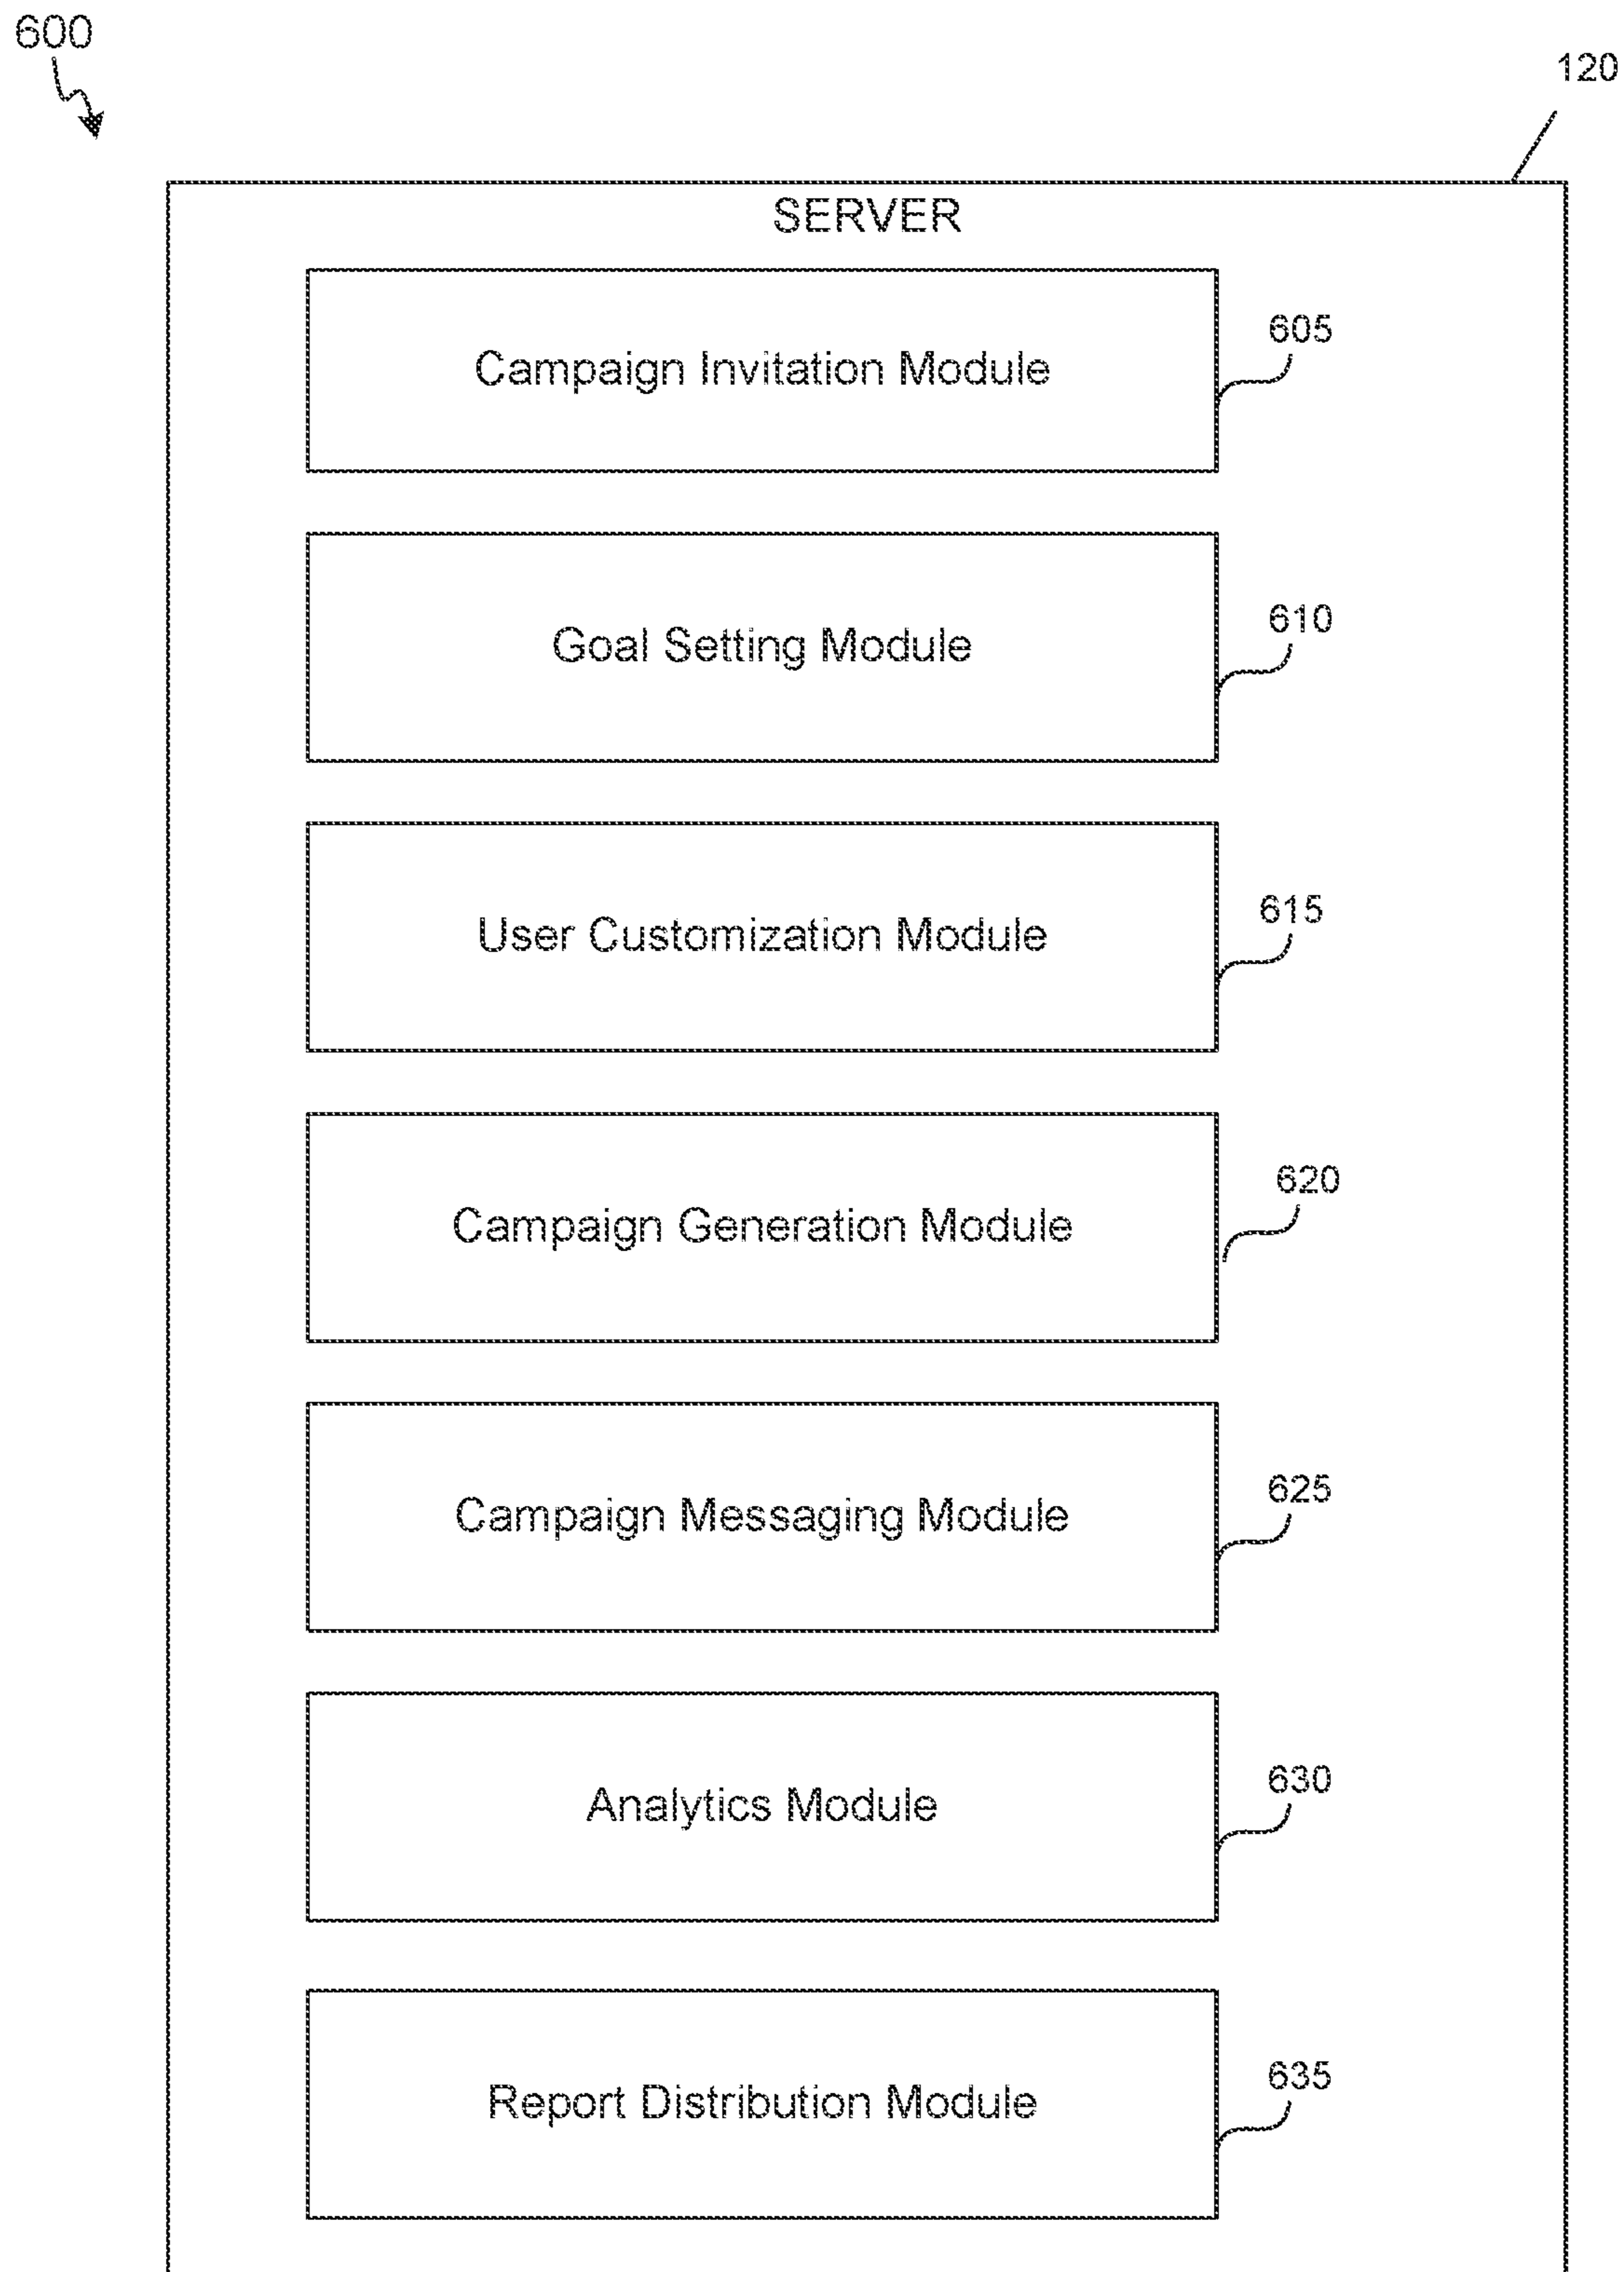 600
120
SERVER
Campaign Invitation Module
605
Goal Setting Module
610
User Customization Module
615
Campaign Generation Module
620
Campaign Messaging Module
625
Analytics Module
630
Report Distribution Module
635